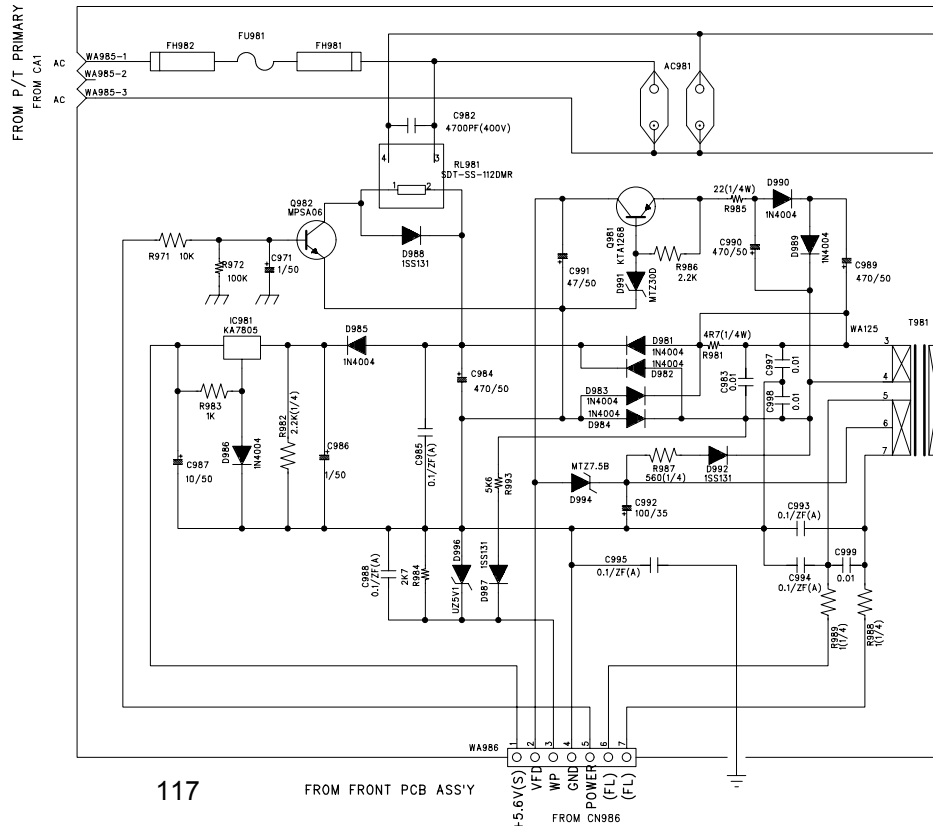 FROM P/T PRIMARY
FROM CA1
AC
WA985-1
WA985-2
AC
WA985-3
FH982
FU981
FH981
AC981
C982
4700PF(400V)
4
3
RL981
SDT-SS-112DMR
1
2
Q982
MPSA06
D988
1SS131
R971
10K
R972
100K
C971
1/50
Q981
KTA1268
22(1/4W)
R985
D990
1N4004
C990
470/50
D989
1N4004
C989
470/50
C991
47/50
D991
MTZ30D
R986
2.2K
IC981
KA7805
D985
1N4004
D981
1N4004
1N4004
D982
4R7(1/4W)
R981
WA125
T981
3
4
5
6
7
C984
470/50
D983
1N4004
1N4004
D984
C983
0.01
C997
0.01
C998
0.01
R983
1K
R982
2.2K(1/4)
D986
1N4004
C986
1/50
C985
0.1/ZF(A)
C987
10/50
5K6
R993
MTZ7.5B
D994
R987
560(1/4)
D992
1SS131
C992
100/35
C993
0.1/ZF(A)
C988
0.1/ZF(A)
2K7
R984
D996
UZ5V1
1SS131
D987
C995
0.1/ZF(A)
C994
0.1/ZF(A)
C999
0.01
R989
1(1/4)
R988
1(1/4)
WA986
1
2
3
4
5
6
7
+5.6V(S)
VFD
WP
GND
POWER
(FL)
(FL)
117
FROM FRONT PCB ASS'Y
FROM CN986